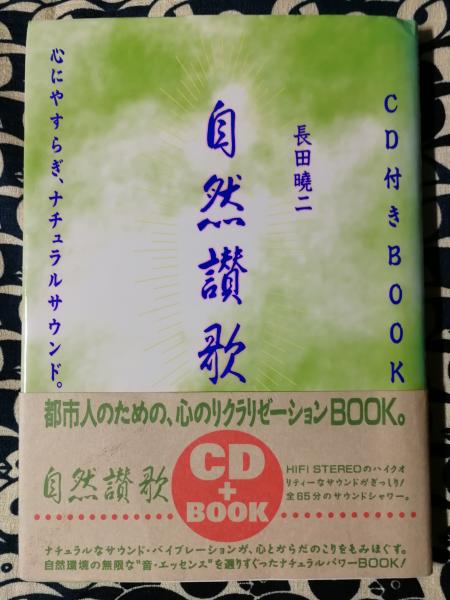 CD付きBOOK
長田暁二
自然讃歌
心にやすらぎ、ナチュラルサウンド。
都市人のための、心のリクラリゼーションBOOK。
自然讃歌
CD
+
BOOK
HIFI STEREOのハイクオ
リティーなサウンドがぎっしり!
全65分のサウンドシャワー。
ナチュラルなサウンド・バイブレーションが、心とからだのこりをもみほぐす。
自然環境の無限な"音・エッセンス"を選りすぐったナチュラルパワーBOOK!